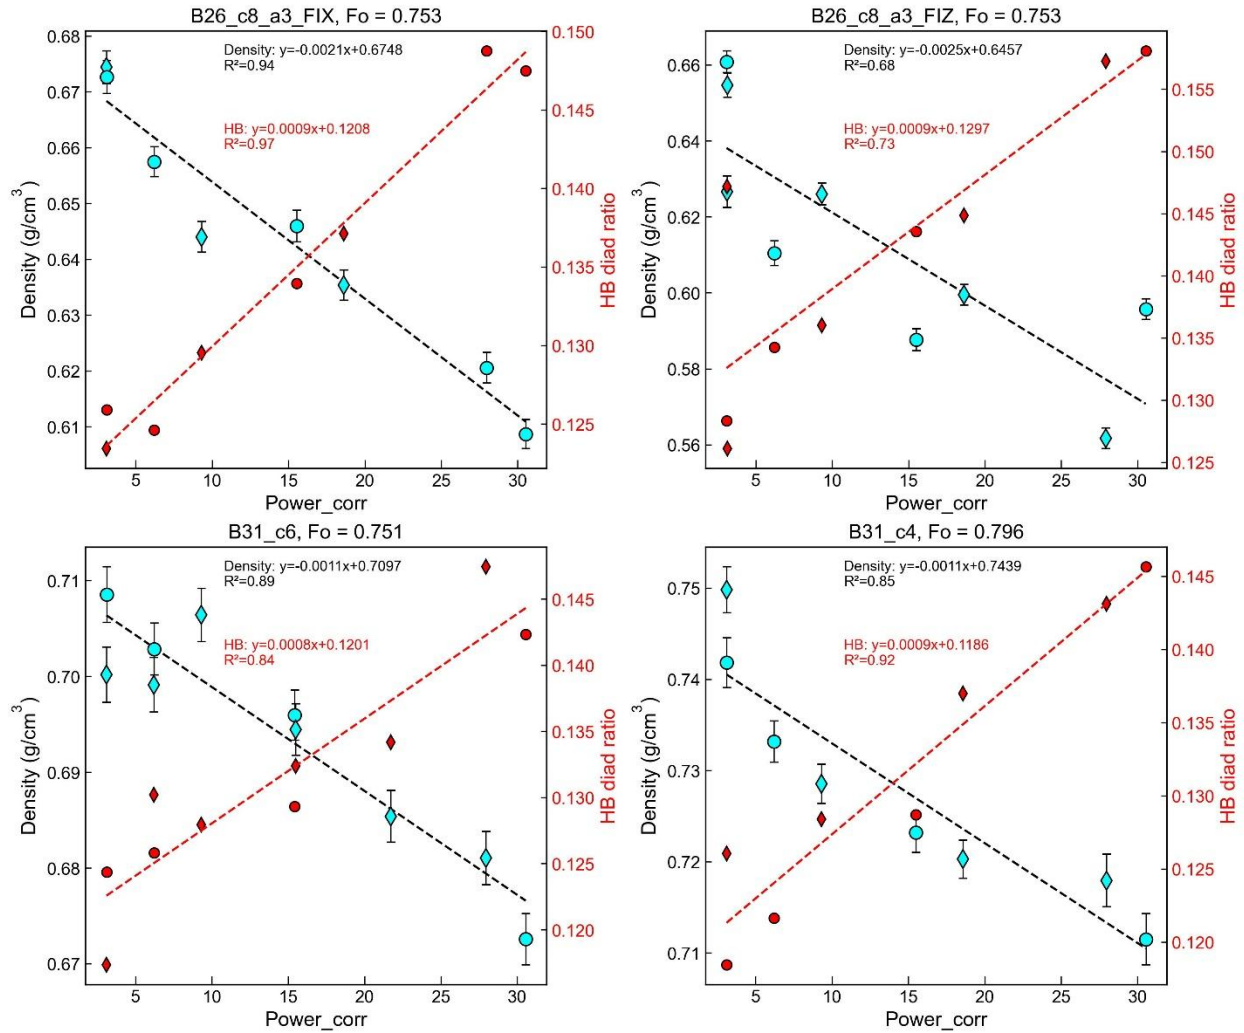 B26_c8_a3_FIX, Fo = 0.753
Density: y=-0.0021x+0.6748
R²=0.94
HB: y=0.0009x+0.1208
R²=0.97
Density (g/cm³)
0.68
0.67
0.66
0.65
0.64
0.63
0.62
0.61
0.150
0.145
0.140
0.135
0.130
0.125
HB diad ratio
5 10 15 20 25 30
Power_corr
B26_c8_a3_FIZ, Fo = 0.753
Density: y=-0.0025x+0.6457
R²=0.68
HB: y=0.0009x+0.1297
R²=0.73
Density (g/cm³)
0.66
0.64
0.62
0.60
0.58
0.56
0.155
0.150
0.145
0.140
0.135
0.130
0.125
HB diad ratio
5 10 15 20 25 30
Power_corr
B31_c6, Fo = 0.751
Density: y=-0.0011x+0.7097
R²=0.89
HB: y=0.0008x+0.1201
R²=0.84
Density (g/cm³)
0.71
0.70
0.69
0.68
0.67
0.145
0.140
0.135
0.130
0.125
0.120
HB diad ratio
5 10 15 20 25 30
Power_corr
B31_c4, Fo = 0.796
Density: y=-0.0011x+0.7439
R²=0.85
HB: y=0.0009x+0.1186
R²=0.92
Density (g/cm³)
0.75
0.74
0.73
0.72
0.71
0.145
0.140
0.135
0.130
0.125
0.120
HB diad ratio
5 10 15 20 25 30
Power_corr